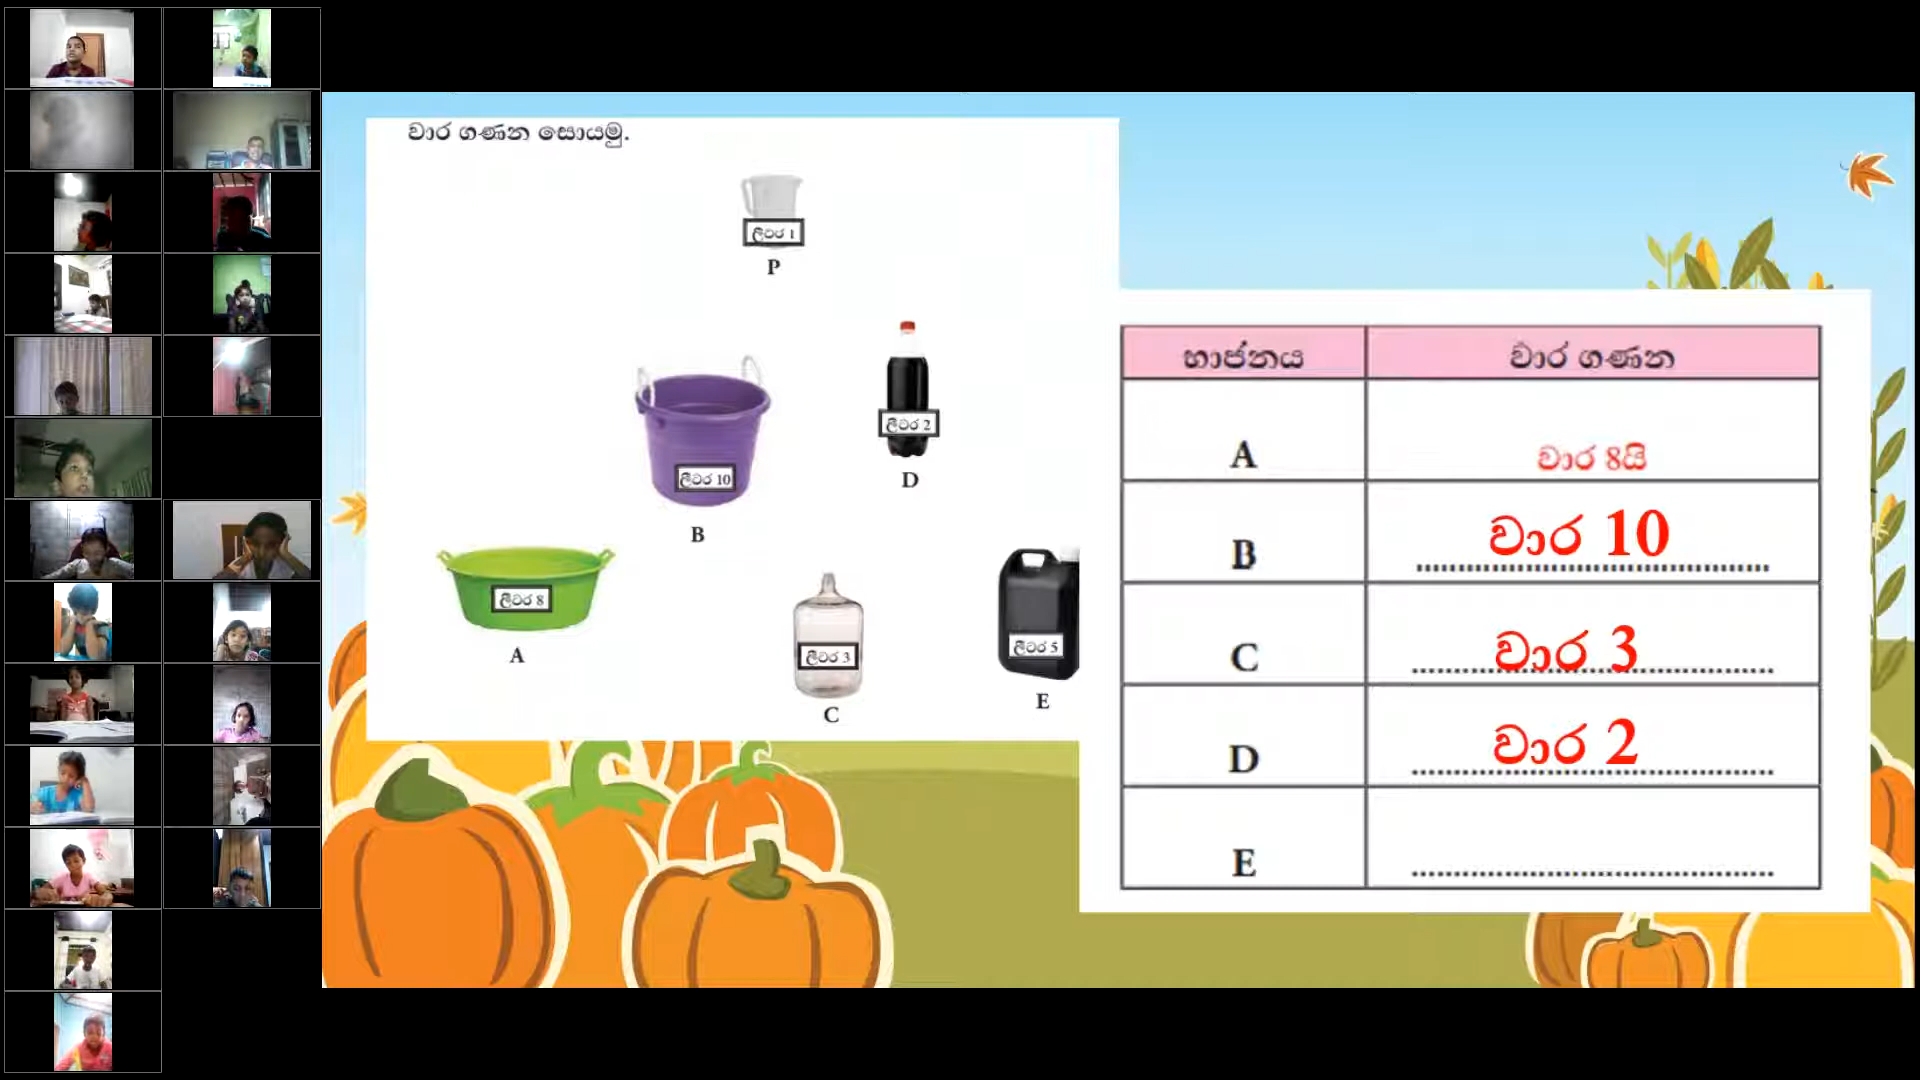 වාර ගණන සොයමු.
ලීටර 1
P
ලීටර 2
D
ලීටර 10
B
ලීටර 8
A
ලීටර 3
C
ලීටර 5
E
භාජනය වාර ගණන
A වාර 8යි
B වාර 10
C වාර 3
D වාර 2
E